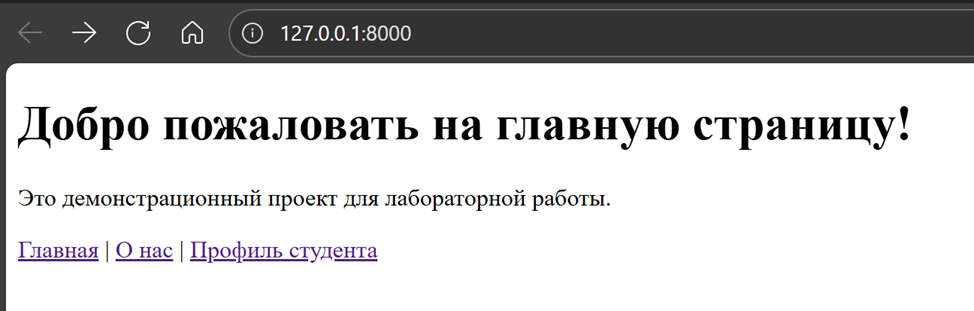 127.0.0.1:8000
Добро пожаловать на главную страницу!
Это демонстрационный проект для лабораторной работы.
Главная | О нас | Профиль студента